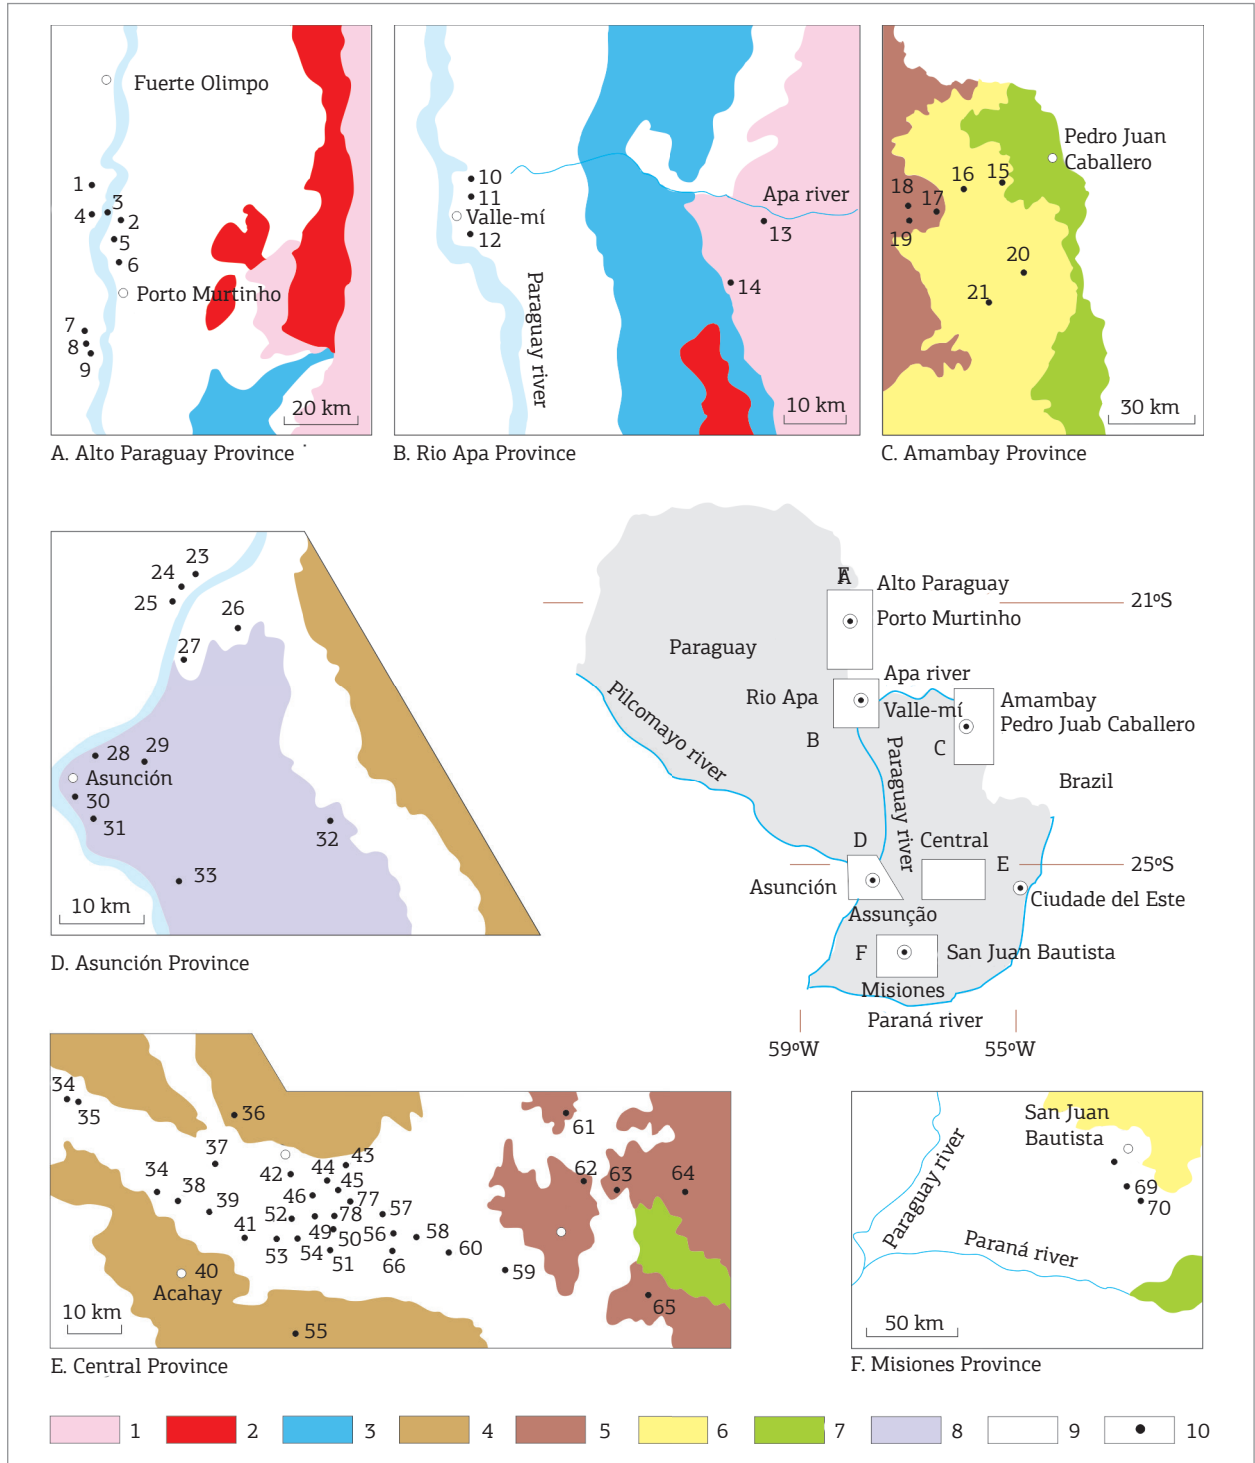 Fuerte Olimpo
1
3
4
2
5
6
Porto Murtinho
7
8
9
20 km
A. Alto Paraguay Province
10
11
Valle-mí
12
Apa river
13
14
Paraguay river
10 km
B. Rio Apa Province
Pedro Juan
Caballero
15
16
18
17
19
20
21
30 km
C. Amambay Province
23
24
25
26
27
28
29
Asunción
30
31
32
33
10 km
D. Asunción Province
A
Alto Paraguay
21ºS
Porto Murtinho
Paraguay
Apa river
Rio Apa
Amambay
Valle-mí
Pedro Juab Caballero
Pilcomayo river
B
C
Paraguay river
Brazil
D
Central
E
25ºS
Asunción
Ciudade del Este
Assunção
F
San Juan Bautista
Misiones
Paraná river
59ºW
55ºW
34
35
36
37
43
42
44
45
61
34
38
46
77
62
63
64
39
52
78
57
41
49
50
56
58
53
54
51
66
60
59
40
Acahay
65
10 km
55
E. Central Province
San Juan
Bautista
69
70
Paraguay river
Paraná river
50 km
F. Misiones Province
1
2
3
4
5
6
7
8
9
10